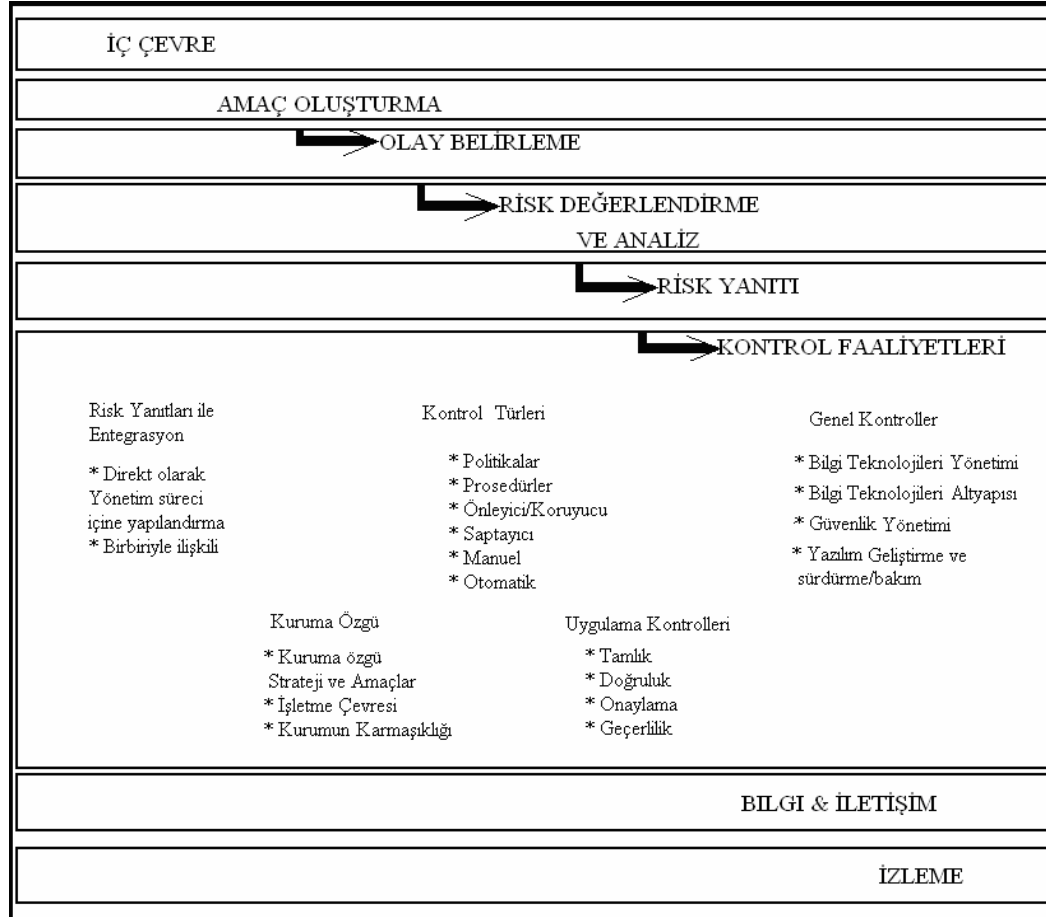 İÇ ÇEVRE
AMAÇ OLUŞTURMA
OLAY BELİRLEME
RİSK DEĞERLENDİRME
VE ANALİZ
RİSK YANITI
KONTROL FAALİYETLERİ
Risk Yanıtları ile
Entegrasyon
* Direkt olarak
Yönetim süreci
içine yapılandırma
* Birbiriyle ilişkili
Kontrol Türleri
* Politikalar
* Prosedürler
* Önleyici/Koruyucu
* Saptayıcı
* Manuel
* Otomatik
Genel Kontroller
* Bilgi Teknolojileri Yönetimi
* Bilgi Teknolojileri Altyapısı
* Güvenlik Yönetimi
* Yazılım Geliştirme ve
sürdürme/bakım
Kuruma Özgü
* Kuruma özgü
Strateji ve Amaçlar
* İşletme Çevresi
* Kurumun Karmaşıklığı
Uygulama Kontrolleri
* Tamlık
* Doğruluk
* Onaylama
* Geçerlilik
BILGI & İLETİŞİM
İZLEME